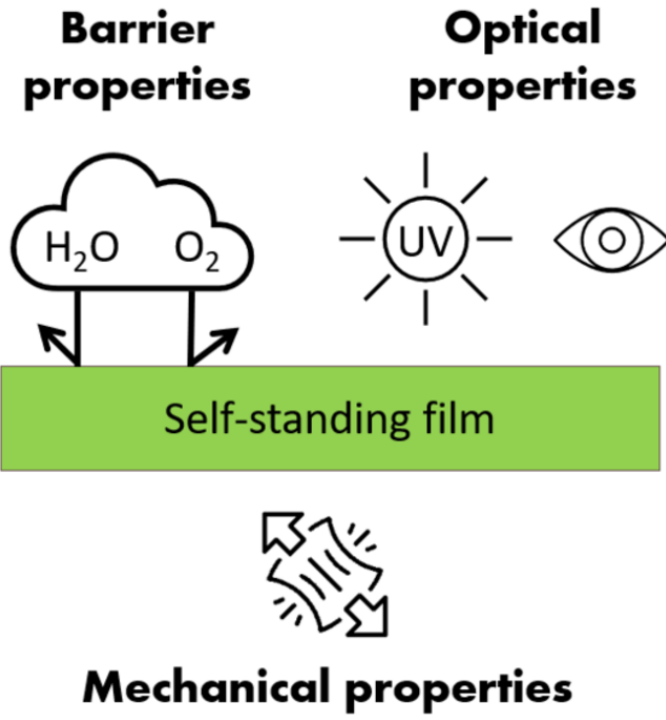 Barrier
properties
Optical
properties
H₂O
O₂
UV
Self-standing film
Mechanical properties